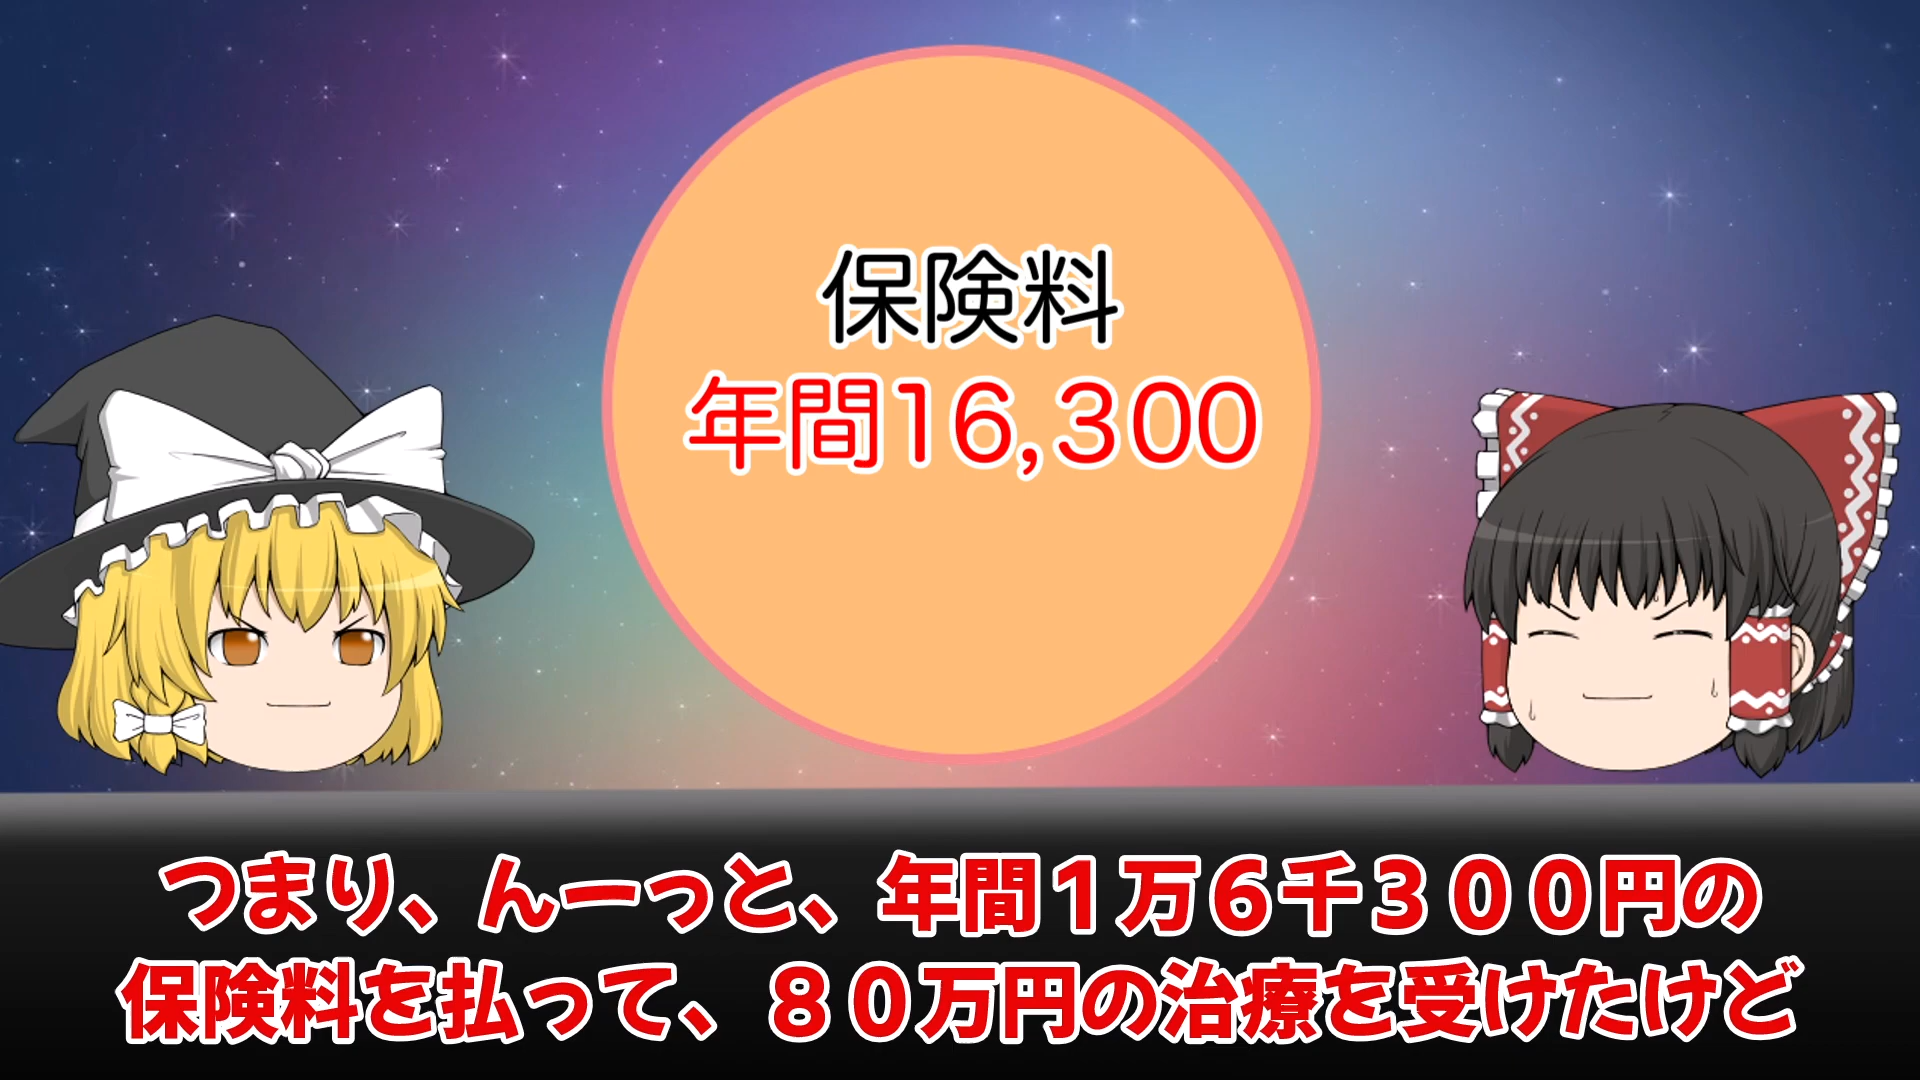 保険料
年間16,300
つまり、んーっと、年間１万６千３００円の
保険料を払って、８０万円の治療を受けたけど